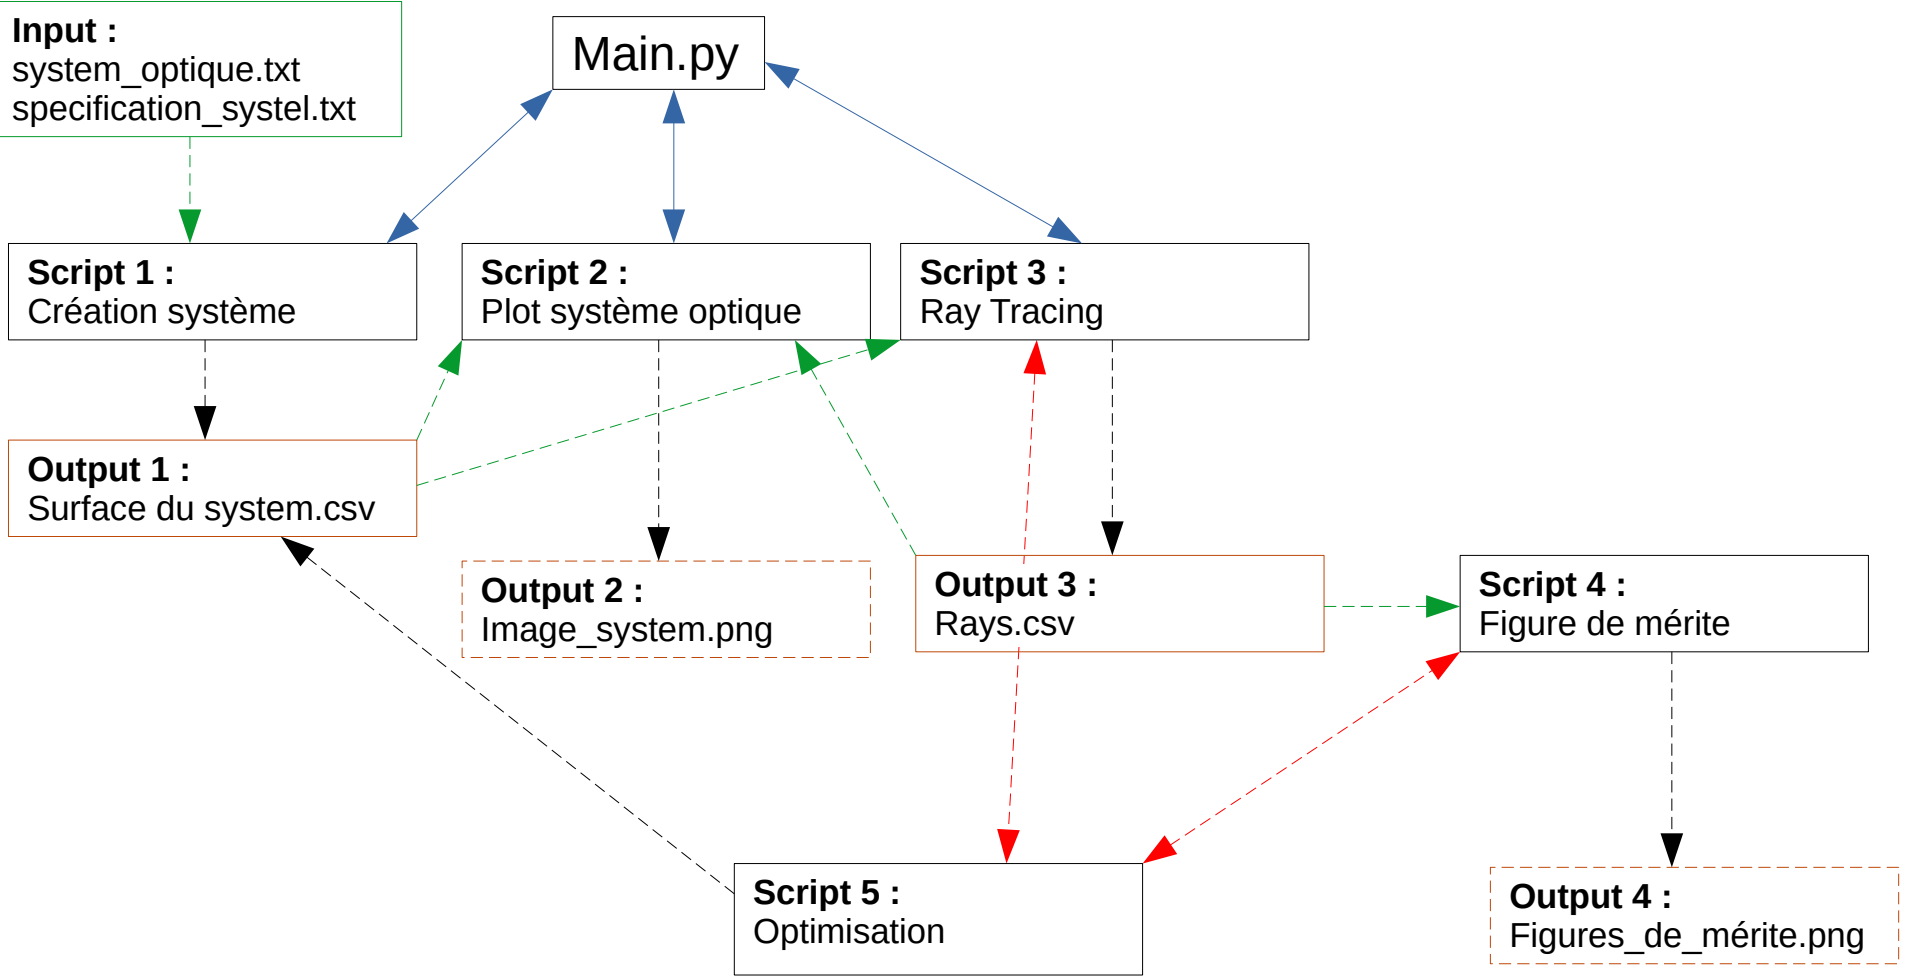 Input :
system_optique.txt
specification_systel.txt
Main.py
Script 1 :
Création système
Script 2 :
Plot système optique
Script 3 :
Ray Tracing
Output 1 :
Surface du system.csv
Output 2 :
Image_system.png
Output 3 :
Rays.csv
Script 4 :
Figure de mérite
Script 5 :
Optimisation
Output 4 :
Figures_de_mérite.png